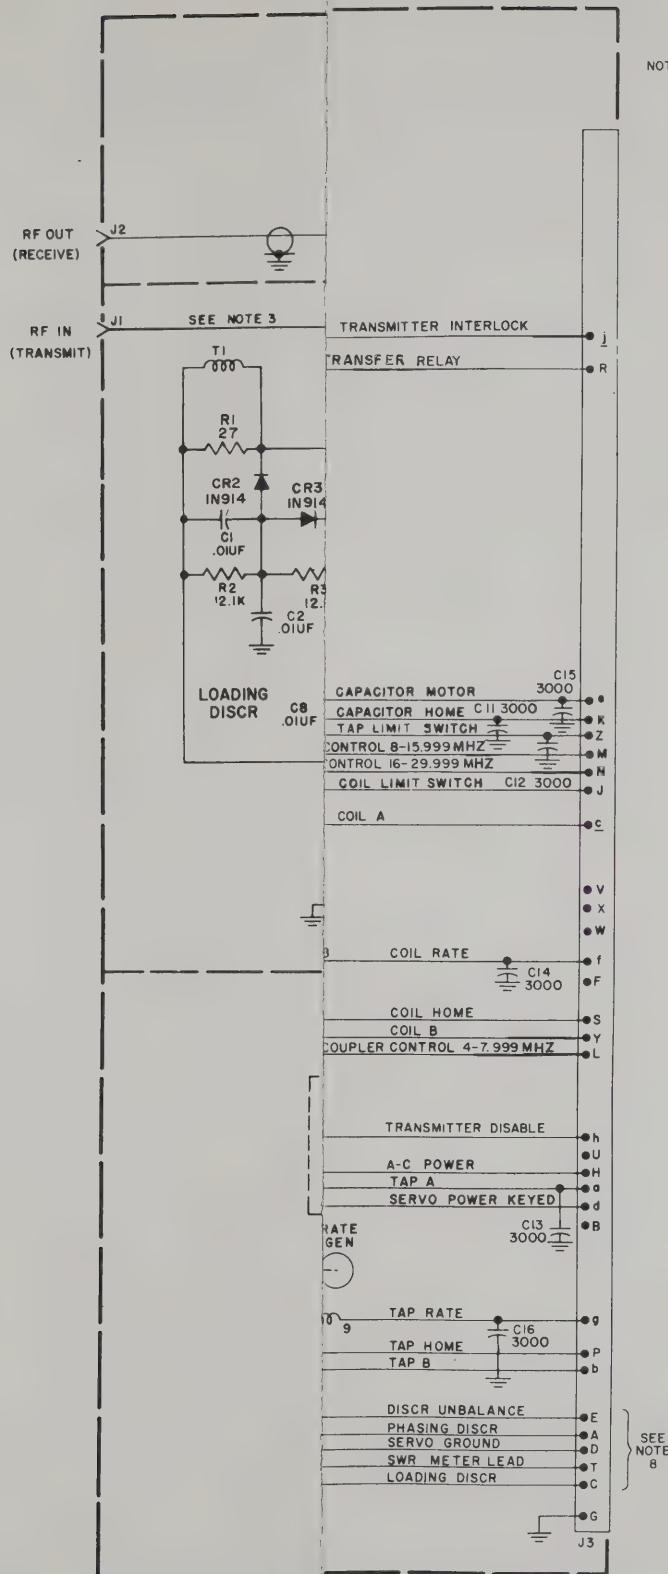 NOT
J2
RF OUT
(RECEIVE)
J1
SEE NOTE 3
RF IN
(TRANSMIT)
TRANSMITTER INTERLOCK
j
T1
TRANSFER RELAY
R
R1
27
CR2
1N914
CR3
1N914
C1
.01UF
R2
12.1K
R3
12.
C2
.01UF
LOADING
DISCR
C8
.01UF
CAPACITOR MOTOR
C15
3000
e
CAPACITOR HOME
C11 3000
K
TAP LIMIT SWITCH
Z
CONTROL 8-15.999 MHZ
M
CONTROL 16-29.999 MHZ
N
COIL LIMIT SWITCH
C12 3000
J
COIL A
c
V
X
W
B
COIL RATE
f
C14
3000
F
COIL HOME
S
COIL B
Y
COUPLER CONTROL 4-7.999 MHZ
L
TRANSMITTER DISABLE
h
U
A-C POWER
H
TAP A
a
SERVO POWER KEYED
d
C13
3000
B
RATE
GEN
9
TAP RATE
g
C16
3000
TAP HOME
P
TAP B
b
DISCR UNBALANCE
E
PHASING DISCR
A
SERVO GROUND
D
SWR METER LEAD
T
LOADING DISCR
C
SEE
NOTE
8
G
J3